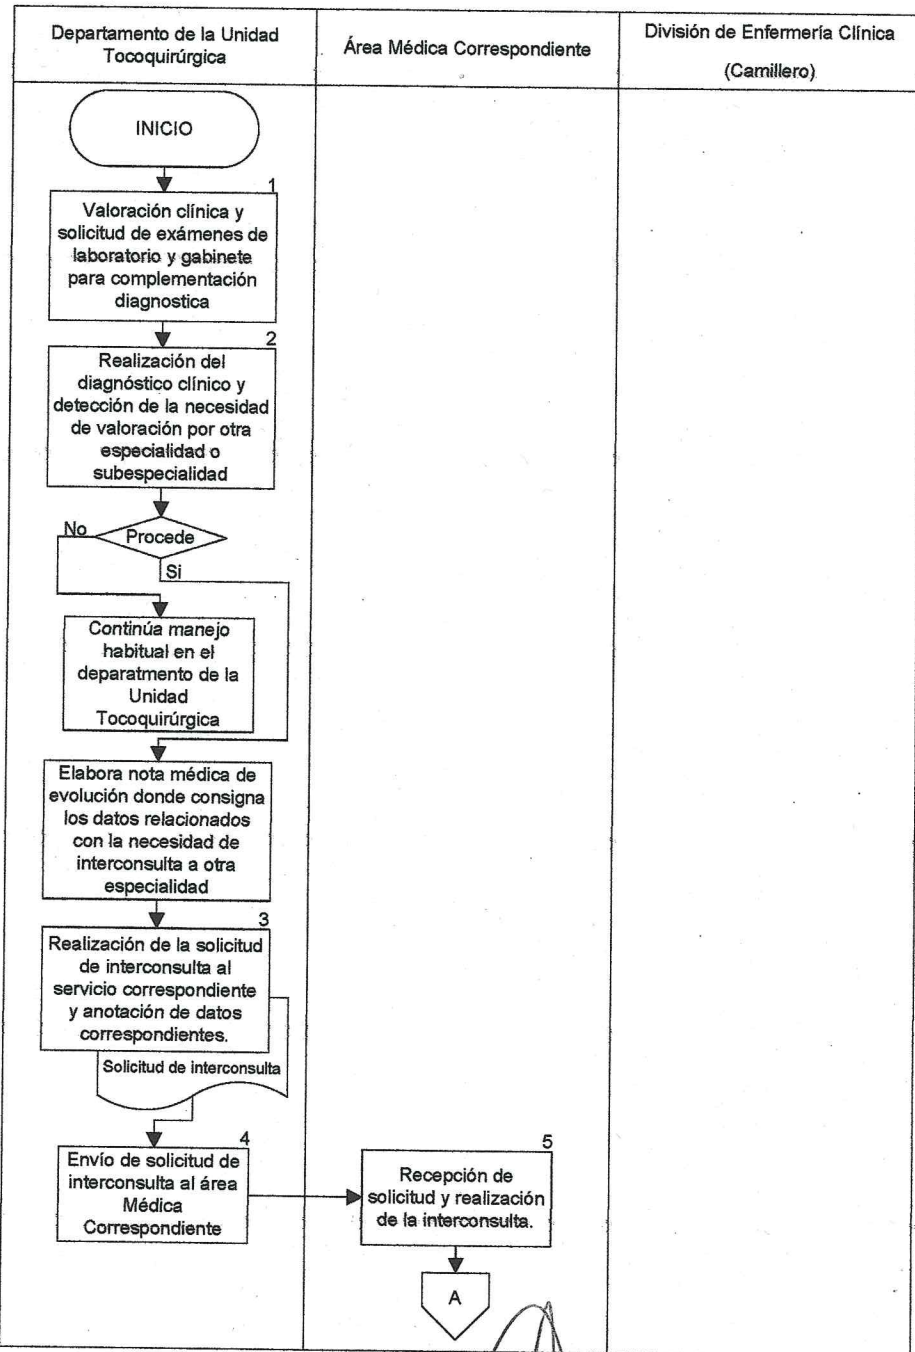 Departamento de la Unidad
Tocoquirúrgica
Área Médica Correspondiente
División de Enfermería Clínica
(Camillero)
INICIO
1
Valoración clínica y
solicitud de exámenes de
laboratorio y gabinete
para complementación
diagnostica
2
Realización del
diagnóstico clínico y
detección de la necesidad
de valoración por otra
especialidad o
subespecialidad
No
Procede
Si
Continúa manejo
habitual en el
deparatmento de la
Unidad
Tocoquirúrgica
Elabora nota médica de
evolución donde consigna
los datos relacionados
con la necesidad de
interconsulta a otra
especialidad
3
Realización de la solicitud
de interconsulta al
servicio correspondiente
y anotación de datos
correspondientes.
Solicitud de interconsulta
4
Envío de solicitud de
interconsulta al área
Médica
Correspondiente
5
Recepción de
solicitud y realización
de la interconsulta.
A